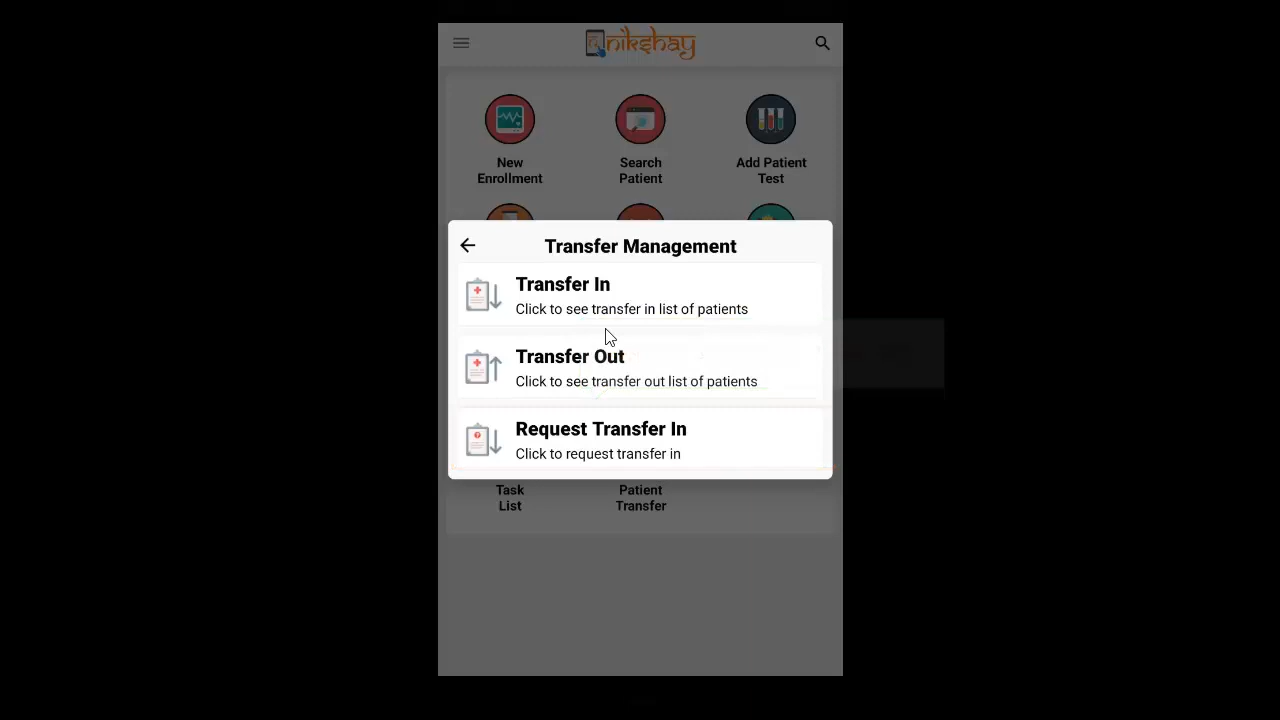 nikshay
New Enrollment
Search Patient
Add Patient Test
Transfer Management
Transfer In
Click to see transfer in list of patients
Transfer Out
Click to see transfer out list of patients
Request Transfer In
Click to request transfer in
Task List
Patient Transfer